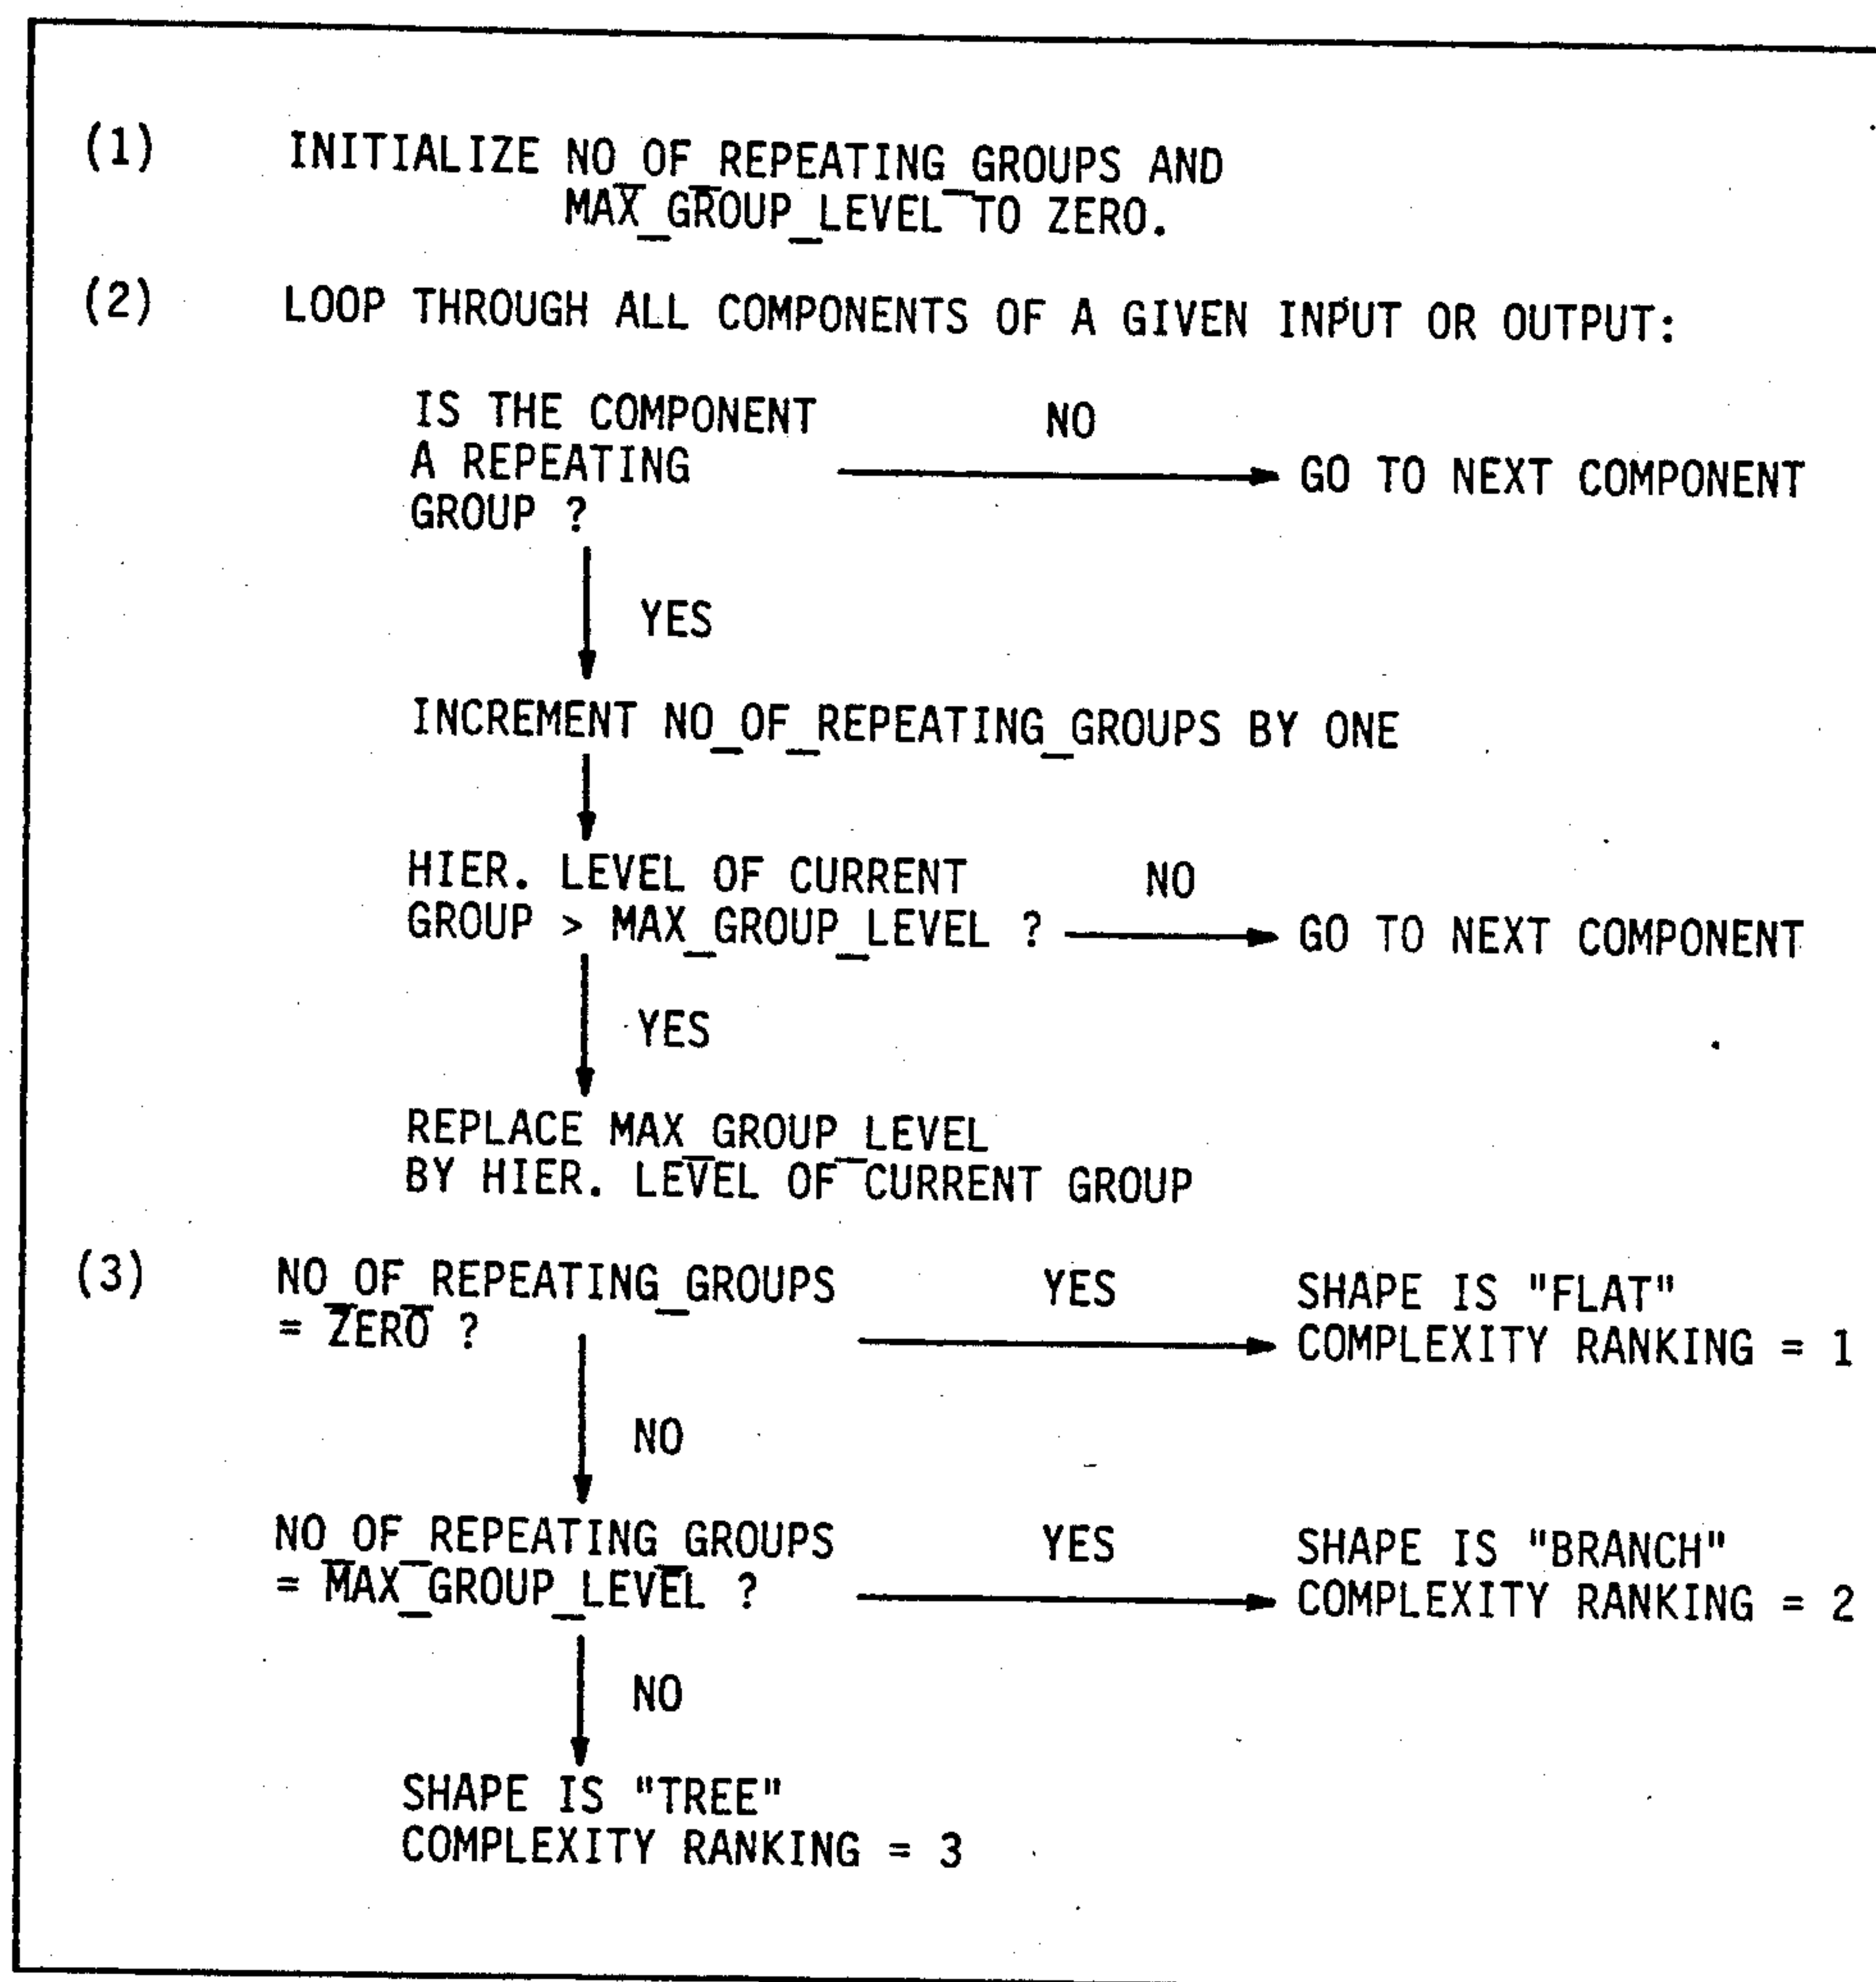 (1) INITIALIZE NO_OF_REPEATING_GROUPS AND
MAX_GROUP_LEVEL TO ZERO.
(2) LOOP THROUGH ALL COMPONENTS OF A GIVEN INPUT OR OUTPUT:
IS THE COMPONENT NO
A REPEATING GO TO NEXT COMPONENT
GROUP ?
YES
INCREMENT NO_OF_REPEATING_GROUPS BY ONE
HIER. LEVEL OF CURRENT NO
GROUP > MAX_GROUP_LEVEL ? GO TO NEXT COMPONENT
YES
REPLACE MAX_GROUP_LEVEL
BY HIER. LEVEL OF CURRENT GROUP
(3) NO_OF_REPEATING_GROUPS YES SHAPE IS "FLAT"
= ZERO ? COMPLEXITY RANKING = 1
NO
NO_OF_REPEATING_GROUPS YES SHAPE IS "BRANCH"
= MAX_GROUP_LEVEL ? COMPLEXITY RANKING = 2
NO
SHAPE IS "TREE"
COMPLEXITY RANKING = 3